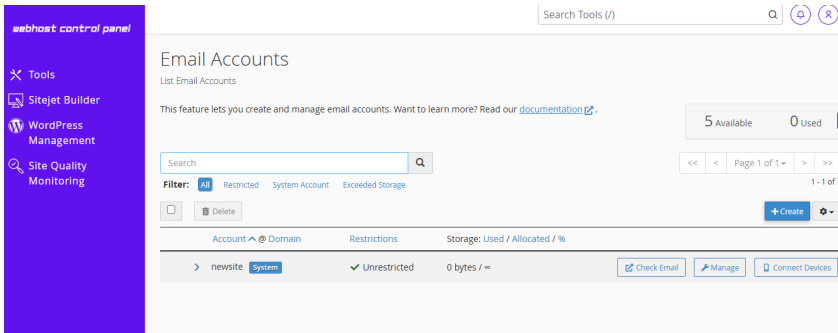 webhost control panel
Search Tools (/)
Tools
Sitejet Builder
WordPress
Management
Site Quality
Monitoring
Email Accounts
List Email Accounts
This feature lets you create and manage email accounts. Want to learn more? Read our documentation .
5 Available
0 Used
Search
<< < Page 1 of 1 > >>
Filter: All Restricted System Account Exceeded Storage
1 - 1 of
Delete
+ Create
Account @ Domain Restrictions Storage: Used / Allocated / %
newsite System Unrestricted 0 bytes / ∞ Check Email Manage Connect Devices